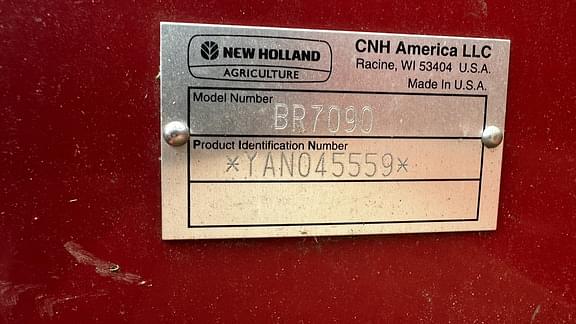 NEW HOLLAND
AGRICULTURE
CNH America LLC
Racine, WI 53404 U.S.A.
Made In U.S.A.
Model Number
BR7090
Product Identification Number
*YAN045559*